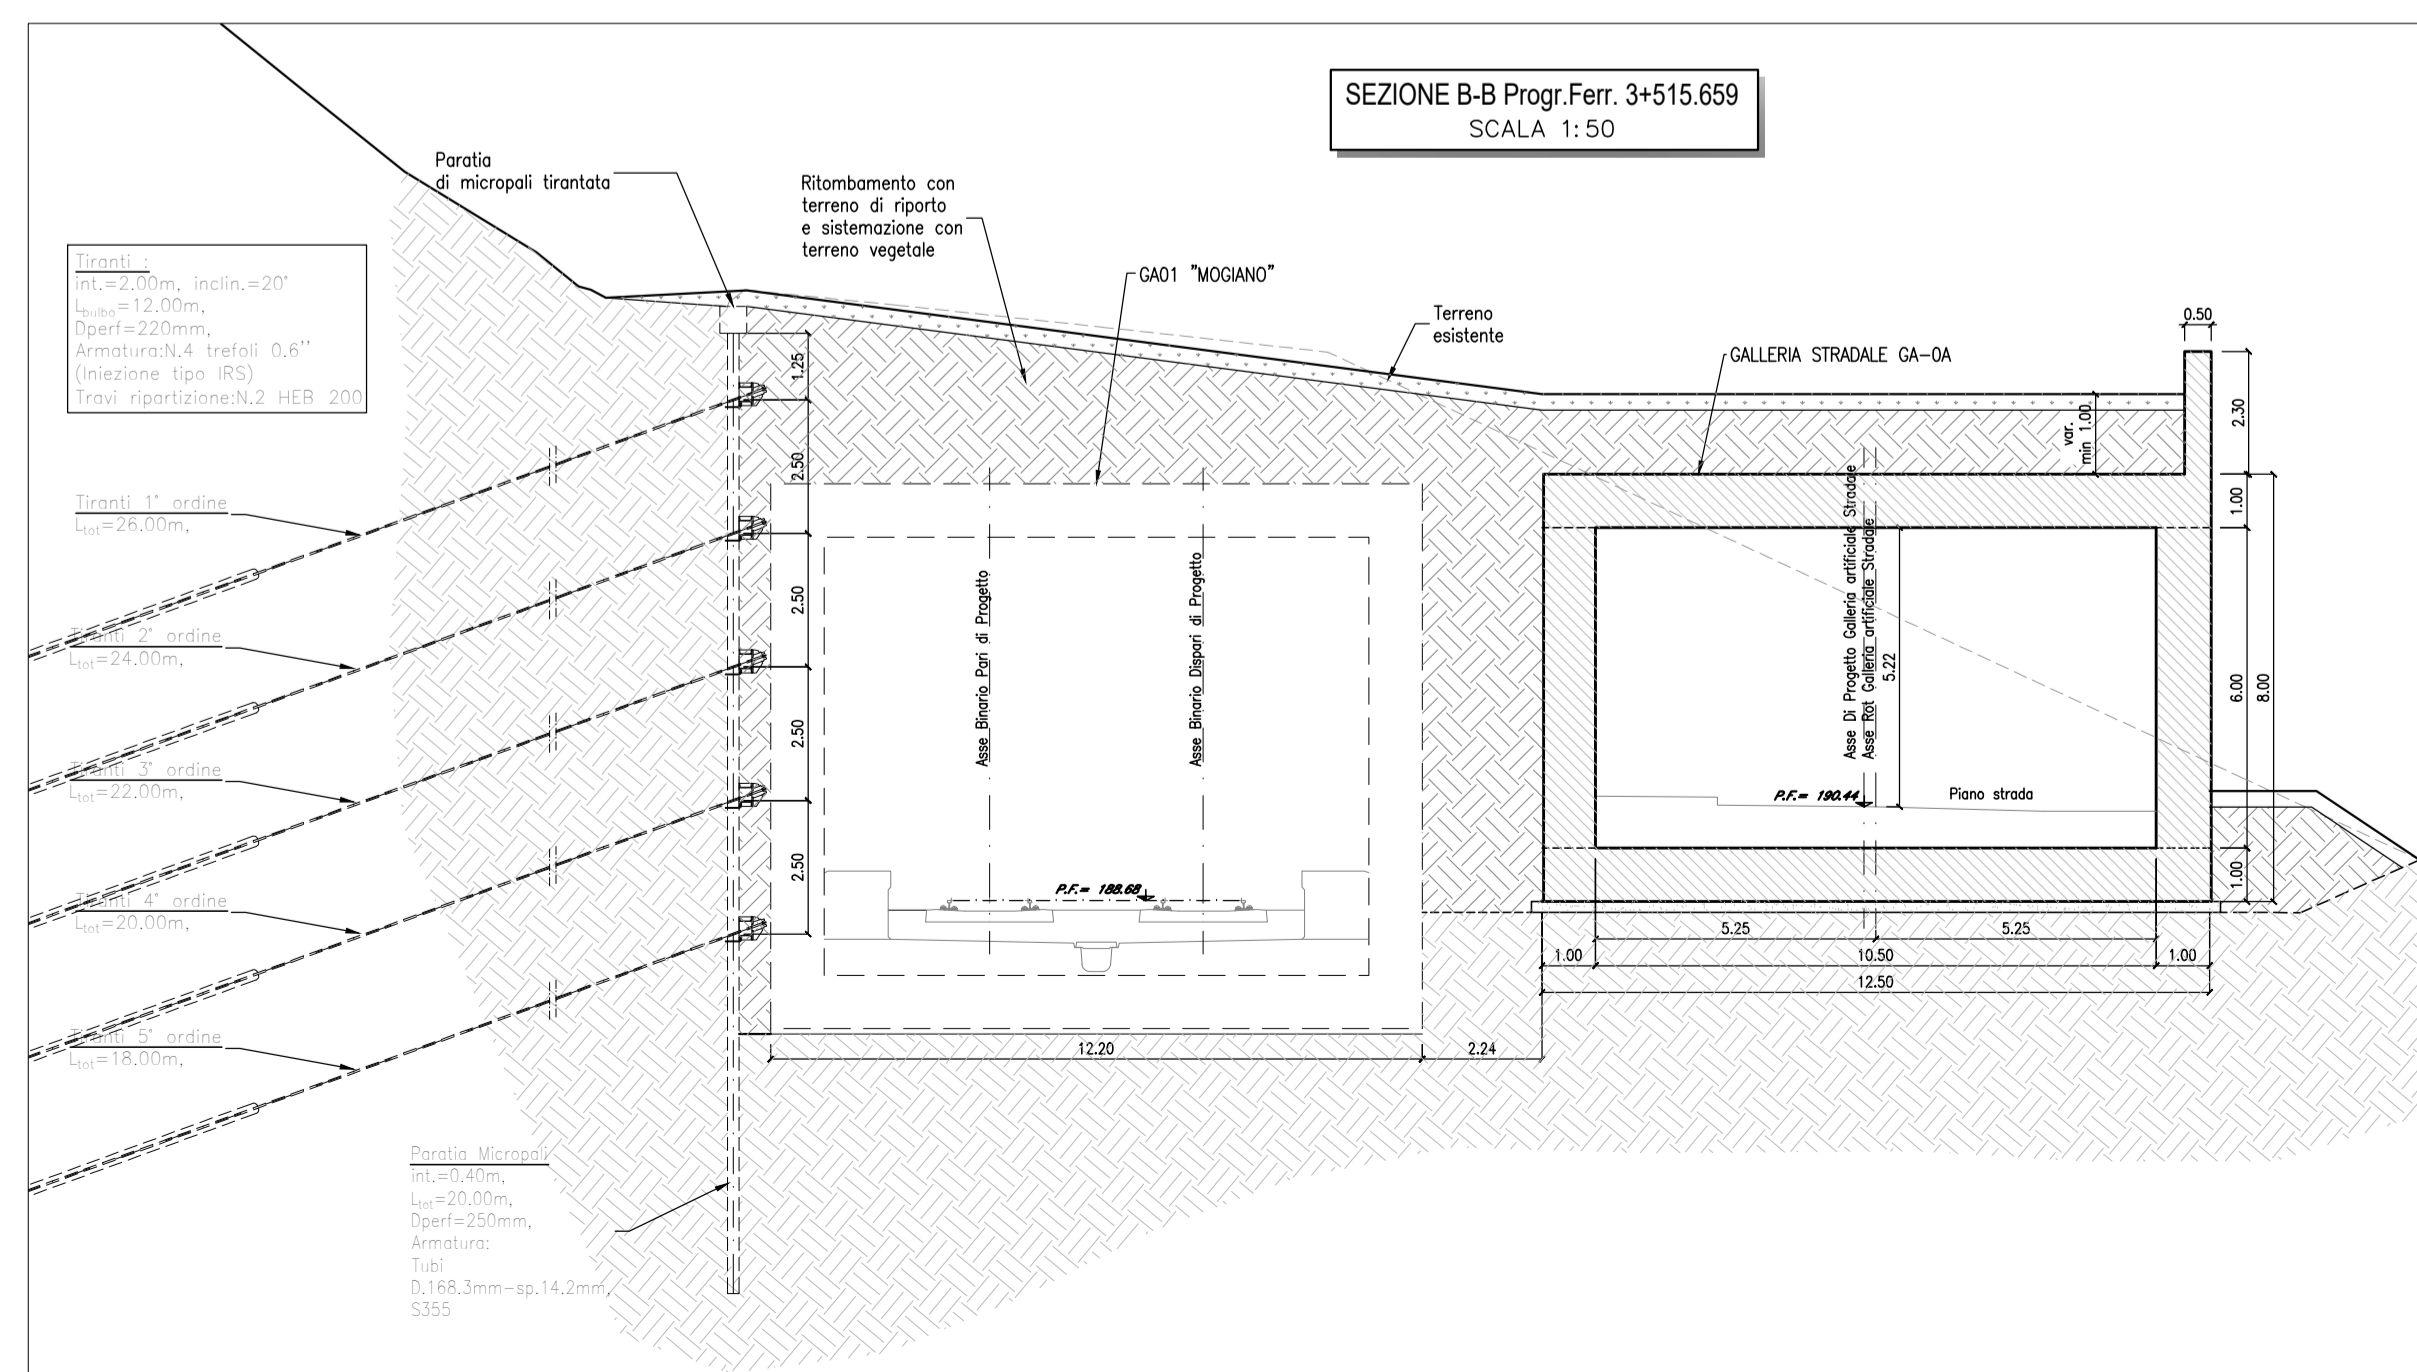 SEZIONE B-B Progr.Ferr. 3+515.659
SCALA 1:50
Paratia
di micropali tirantata
Ritombamento con
terreno di riporto
e sistemazione con
terreno vegetale
GA01 "MOGIANO"
Terreno
esistente
GALLERIA STRADALE GA-0A
Tiranti :
int.=2.00m, inclin.=20°
Lbulbo=12.00m,
Dperf=220mm,
Armatura:N.4 trefoli 0.6''
(Iniezione tipo IRS)
Travi ripartizione:N.2 HEB 200
Tiranti 1° ordine
Ltot=26.00m,
Tiranti 2° ordine
Ltot=24.00m,
Tiranti 3° ordine
Ltot=22.00m,
Tiranti 4° ordine
Ltot=20.00m,
Tiranti 5° ordine
Ltot=18.00m,
Paratia Micropali
int.=0.40m,
Ltot=20.00m,
Dperf=250mm,
Armatura:
Tubi
D.168.3mm-sp.14.2mm,
S355
1.25
2.50
2.50
2.50
2.50
Asse Binario Pari di Progetto
Asse Binario Dispari di Progetto
P.F.= 188.68
12.20
2.24
Asse Di Progetto Galleria artificiale Stradale
Asse Rot Galleria artificiale Stradale
5.22
P.F.= 190.44
Piano strada
var.
min 1.00
0.50
2.30
1.00
6.00
8.00
1.00
5.25
5.25
1.00
10.50
1.00
12.50